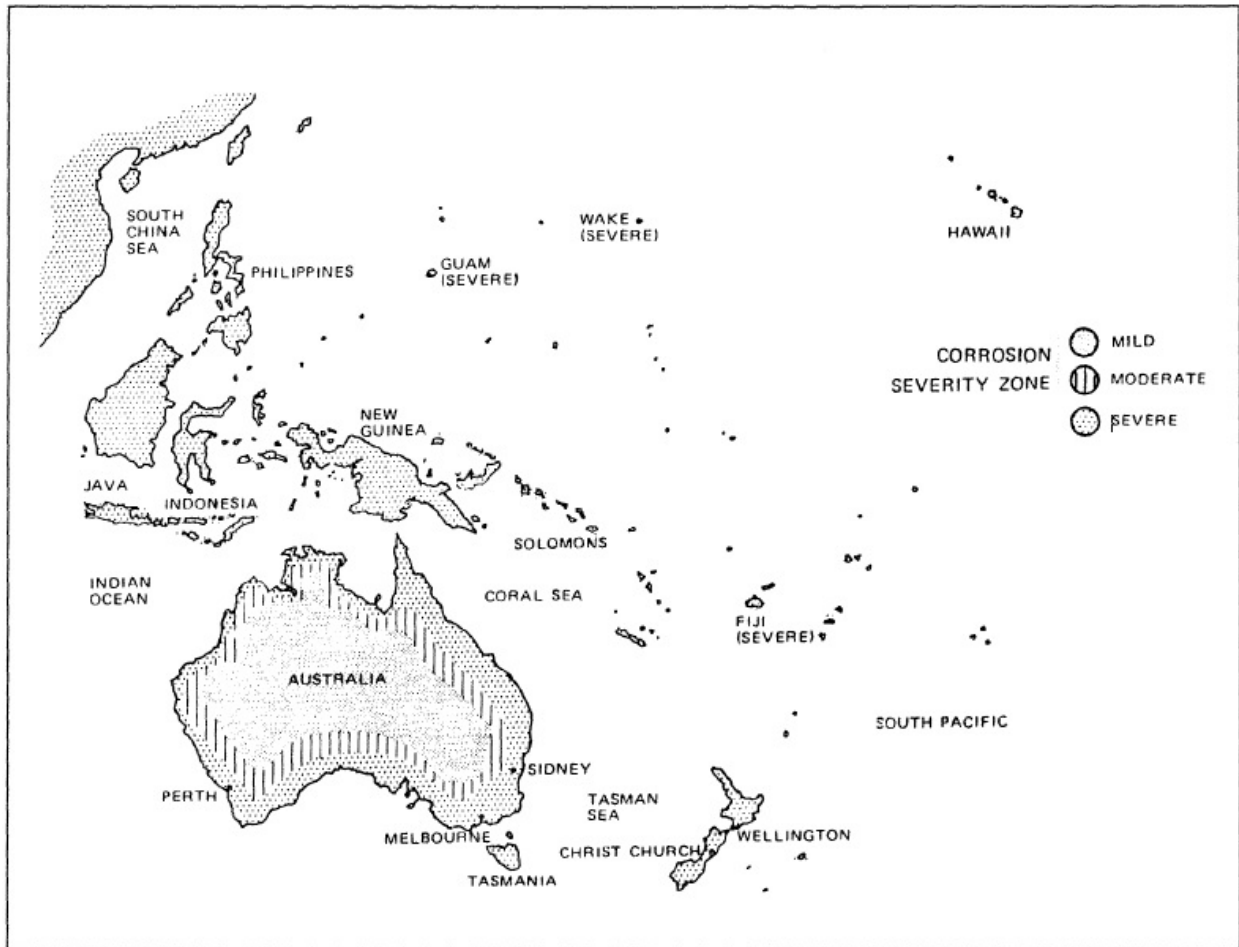 SOUTH
CHINA
SEA
PHILIPPINES
GUAM
(SEVERE)
WAKE
(SEVERE)
HAWAII
CORROSION
SEVERITY ZONE
MILD
MODERATE
SEVERE
NEW
GUINEA
JAVA
INDONESIA
SOLOMONS
INDIAN
OCEAN
CORAL SEA
FIJI
(SEVERE)
AUSTRALIA
SOUTH PACIFIC
SIDNEY
PERTH
TASMAN
SEA
MELBOURNE
WELLINGTON
CHRIST CHURCH
TASMANIA